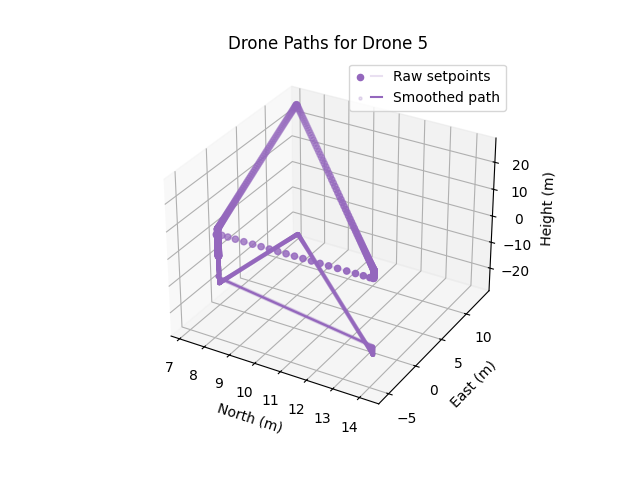 Drone Paths for Drone 5
Raw setpoints
Smoothed path
20
10
0
−10
−20
Height (m)
10
5
0
−5
East (m)
7
8
9
10
11
12
13
14
North (m)